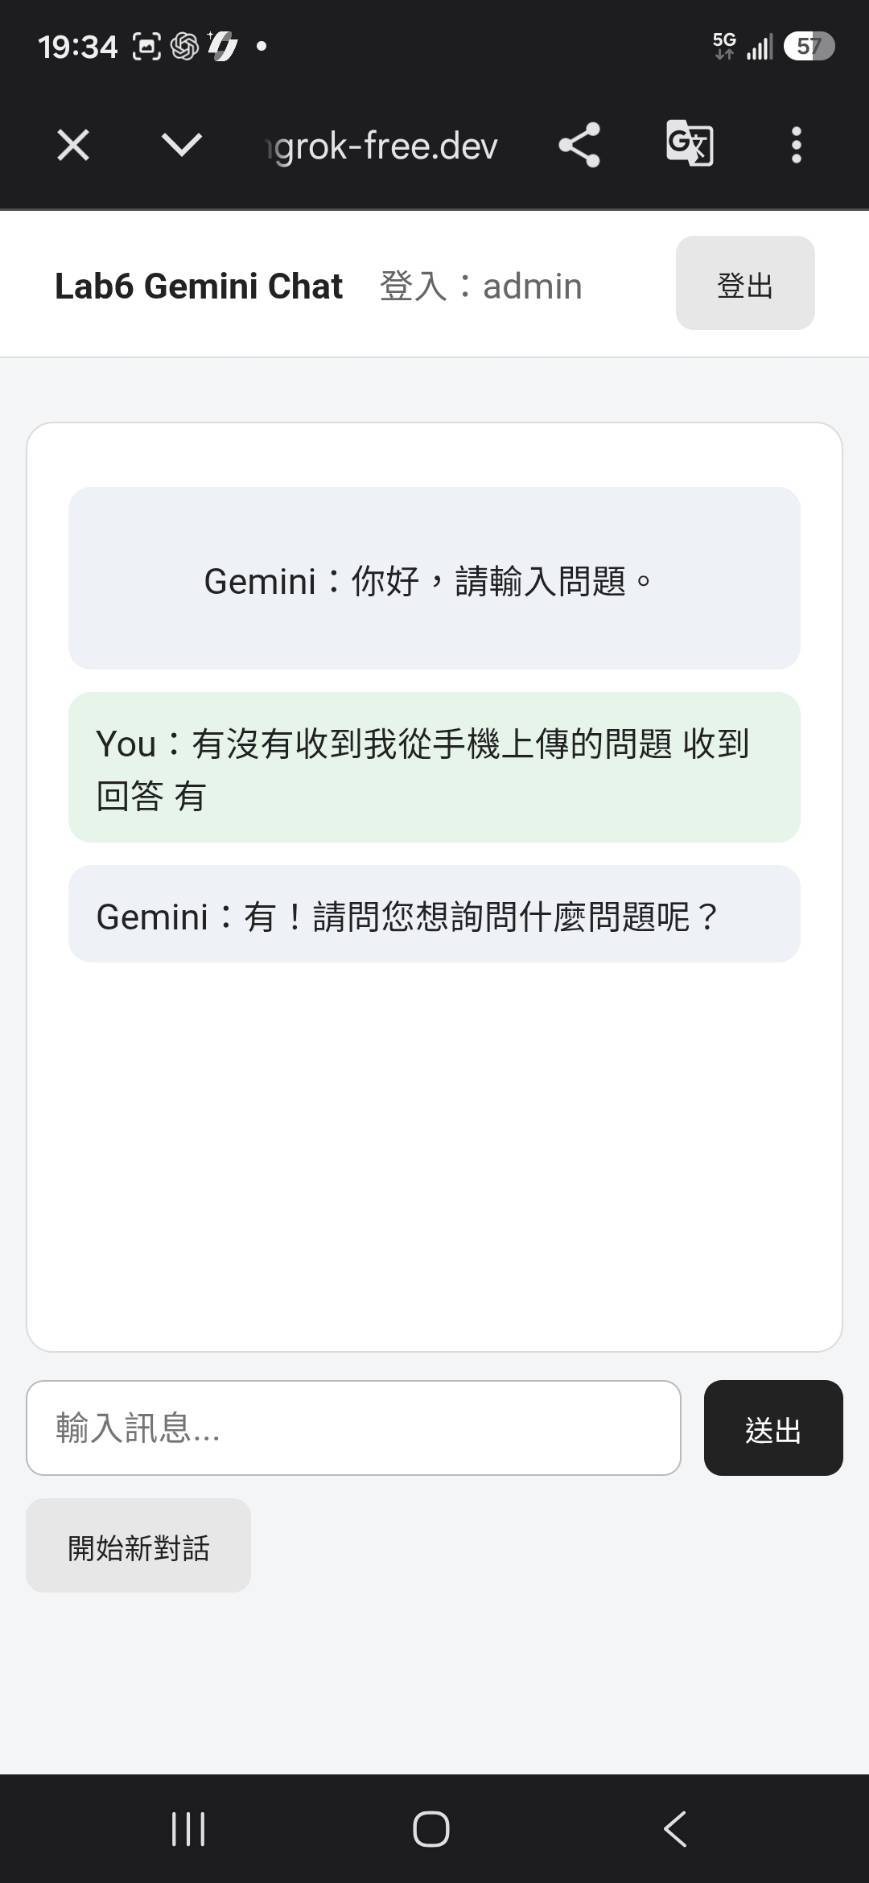 19:34
5G
57
ngrok-free.dev
Lab6 Gemini Chat 登入：admin
登出
Gemini：你好，請輸入問題。
You：有沒有收到我從手機上傳的問題 收到
回答 有
Gemini：有！請問您想詢問什麼問題呢？
輸入訊息...
送出
開始新對話